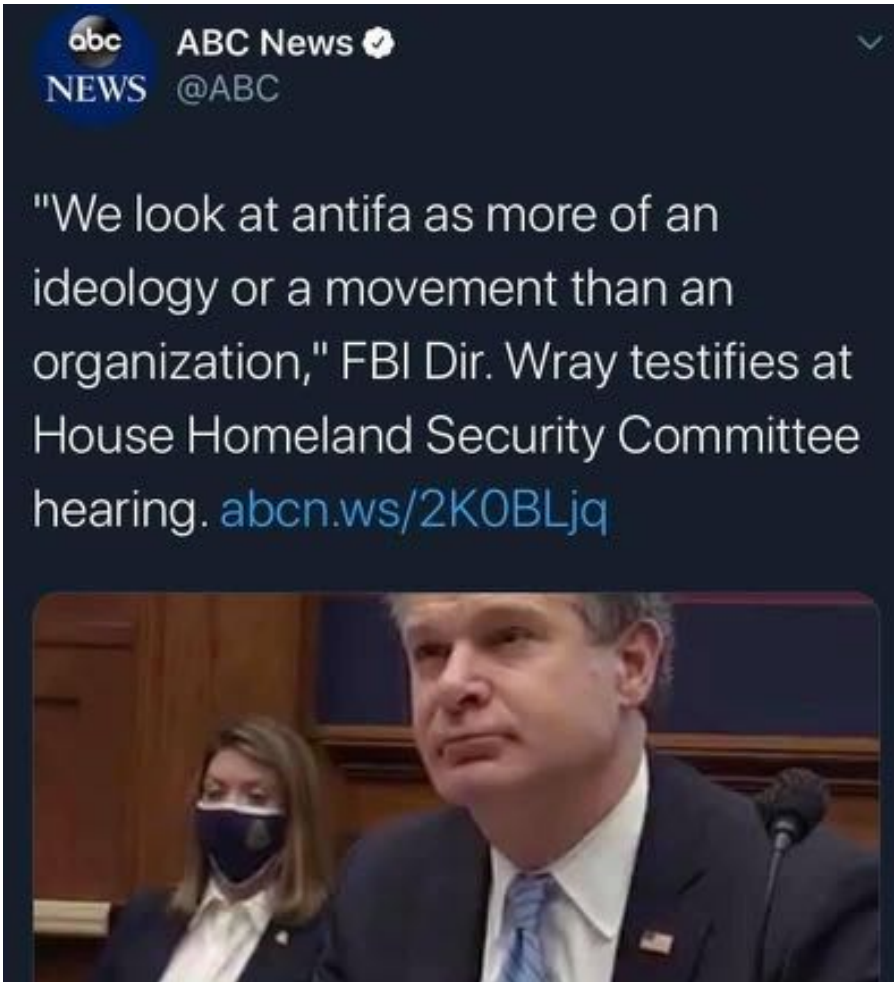 abc
NEWS
ABC News
@ABC
"We look at antifa as more of an
ideology or a movement than an
organization," FBI Dir. Wray testifies at
House Homeland Security Committee
hearing. abcn.ws/2K0BLjq